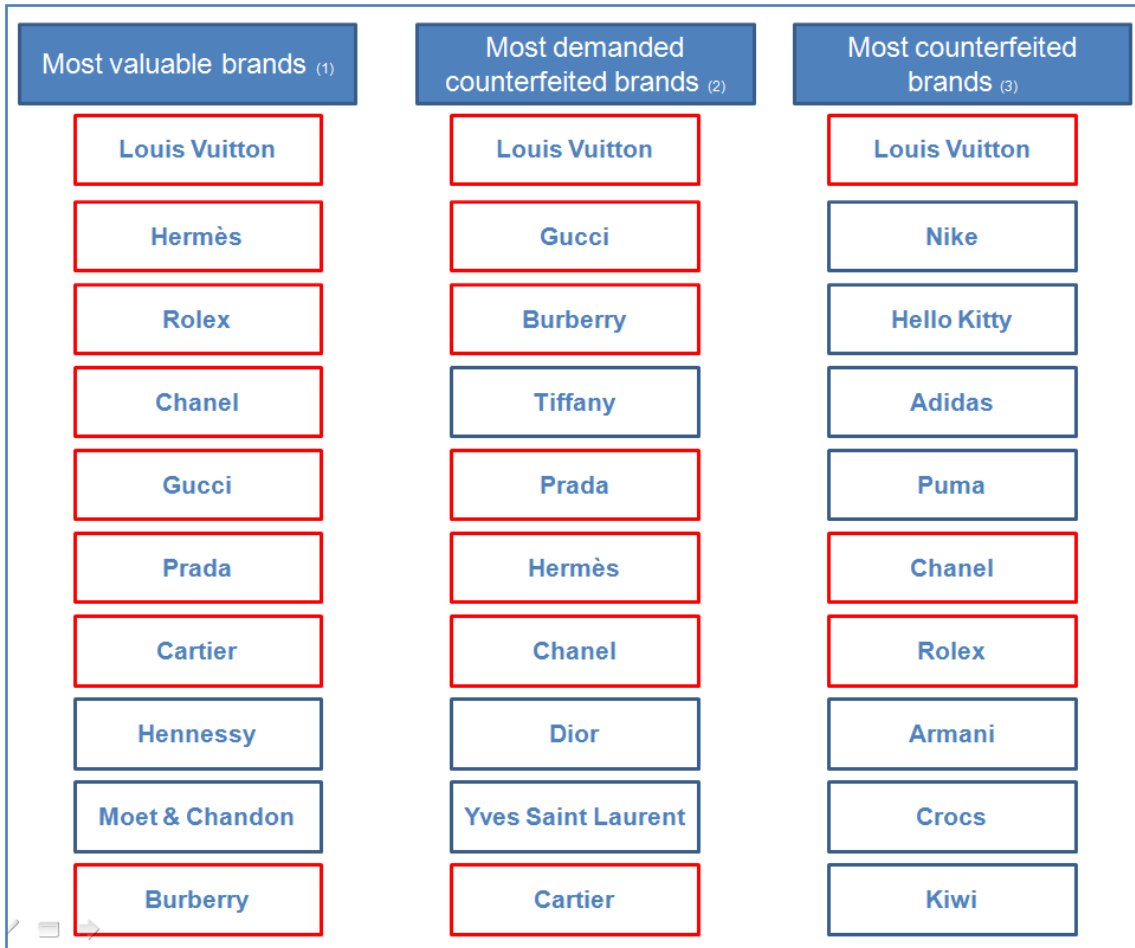 Most valuable brands (1)
Most demanded
counterfeited brands (2)
Most counterfeited
brands (3)
Louis Vuitton
Louis Vuitton
Louis Vuitton
Hermès
Gucci
Nike
Rolex
Burberry
Hello Kitty
Chanel
Tiffany
Adidas
Gucci
Prada
Puma
Prada
Hermès
Chanel
Cartier
Chanel
Rolex
Hennessy
Dior
Armani
Moet & Chandon
Yves Saint Laurent
Crocs
Burberry
Cartier
Kiwi